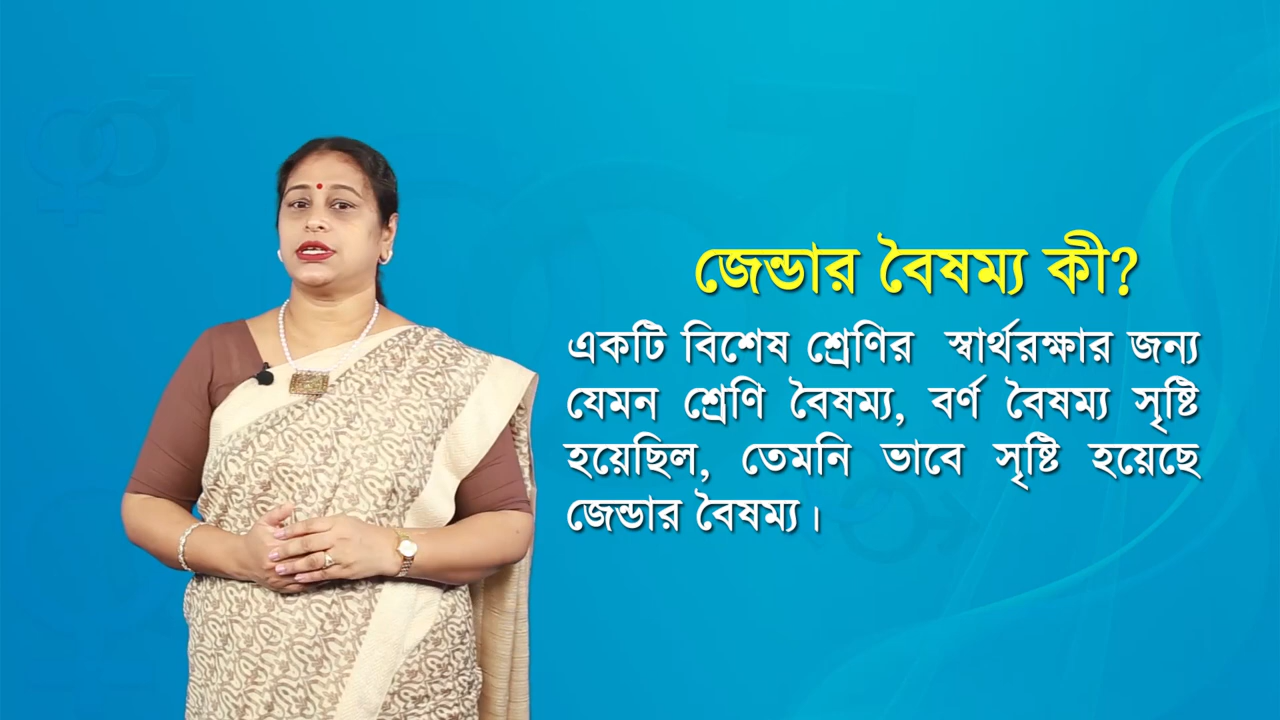 জেন্ডার বৈষম্য কী?
একটি বিশেষ শ্রেণির স্বার্থরক্ষার জন্য
যেমন শ্রেণি বৈষম্য, বর্ণ বৈষম্য সৃষ্টি
হয়েছিল, তেমনি ভাবে সৃষ্টি হয়েছে
জেন্ডার বৈষম্য।